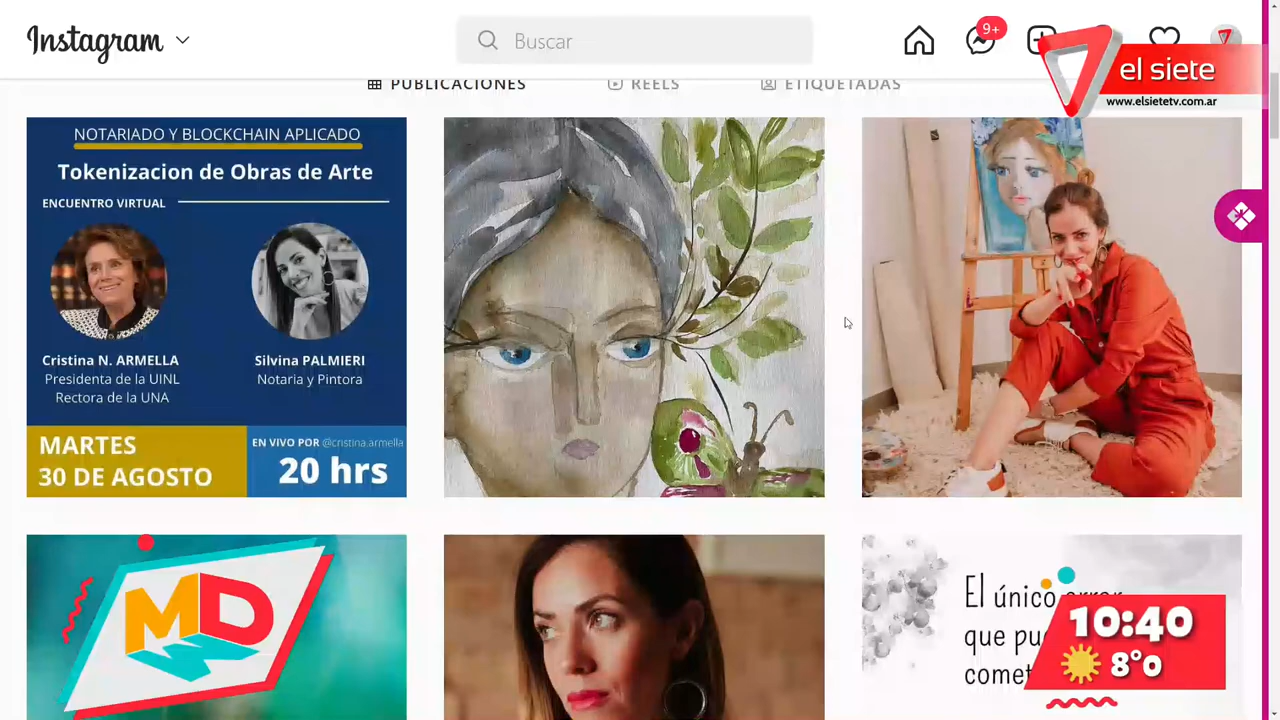 Instagram
Buscar
9+
el siete
www.elsietetv.com.ar
PUBLICACIONES
REELS
ETIQUETADAS
NOTARIADO Y BLOCKCHAIN APLICADO
Tokenizacion de Obras de Arte
ENCUENTRO VIRTUAL
Cristina N. ARMELLA
Presidenta de la UINL
Rectora de la UNA
Silvina PALMIERI
Notaria y Pintora
MARTES
30 DE AGOSTO
EN VIVO POR @cristina.armella
20 hrs
MD
El único error
que pu
comet
10:40
8°